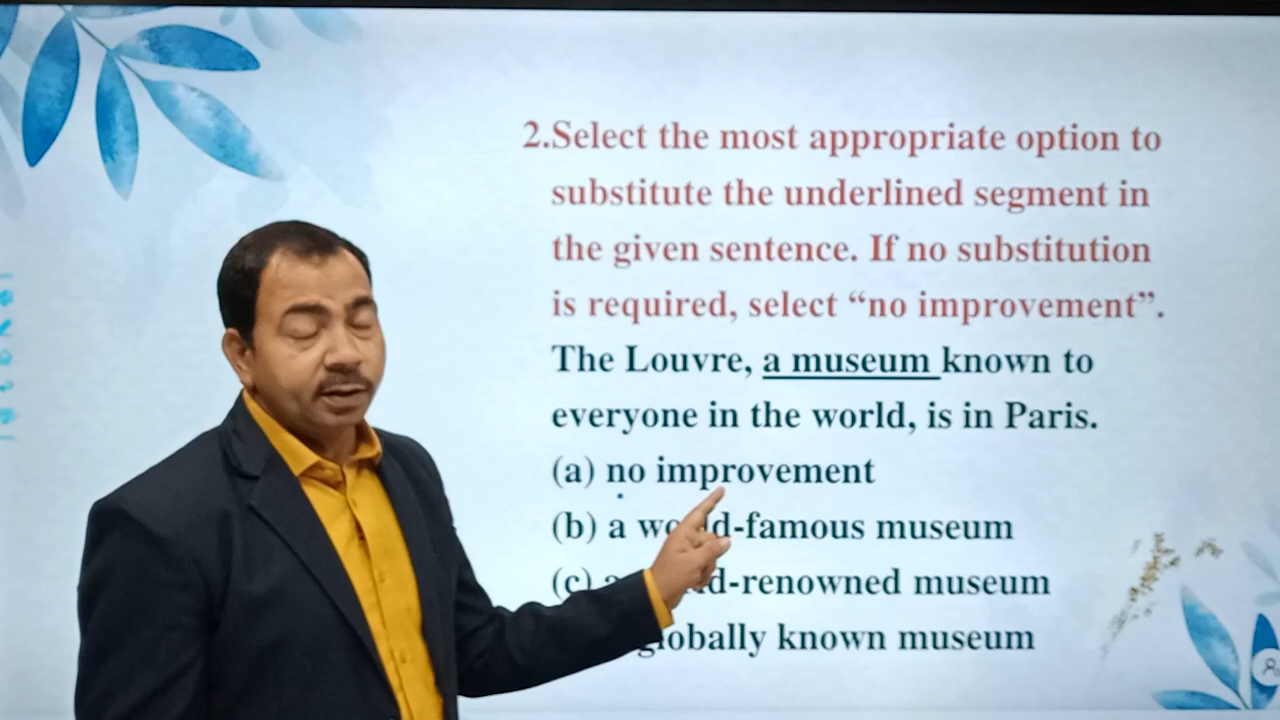 2.Select the most appropriate option to
substitute the underlined segment in
the given sentence. If no substitution
is required, select “no improvement”.
The Louvre, a museum known to
everyone in the world, is in Paris.
(a) no improvement
(b) a world-famous museum
(c) -renowned museum
globally known museum